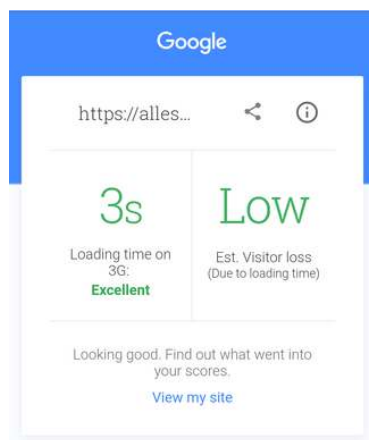 Google
https://alles...
3s
Loading time on
3G:
Excellent
Low
Est. Visitor loss
(Due to loading time)
Looking good. Find out what went into
your scores.
View my site